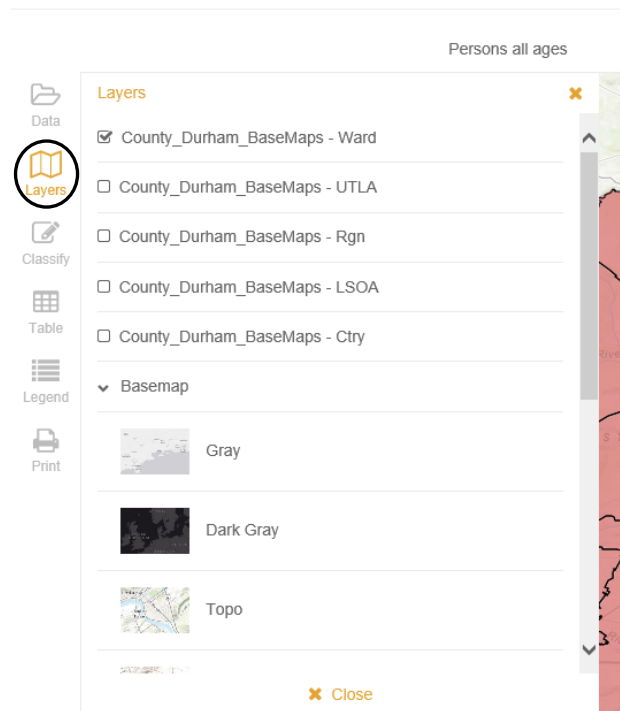 Persons all ages
Data
Layers
Classify
Table
Legend
Print
Layers
County_Durham_BaseMaps - Ward
County_Durham_BaseMaps - UTLA
County_Durham_BaseMaps - Rgn
County_Durham_BaseMaps - LSOA
County_Durham_BaseMaps - Ctry
Basemap
Gray
Dark Gray
Topo
Close